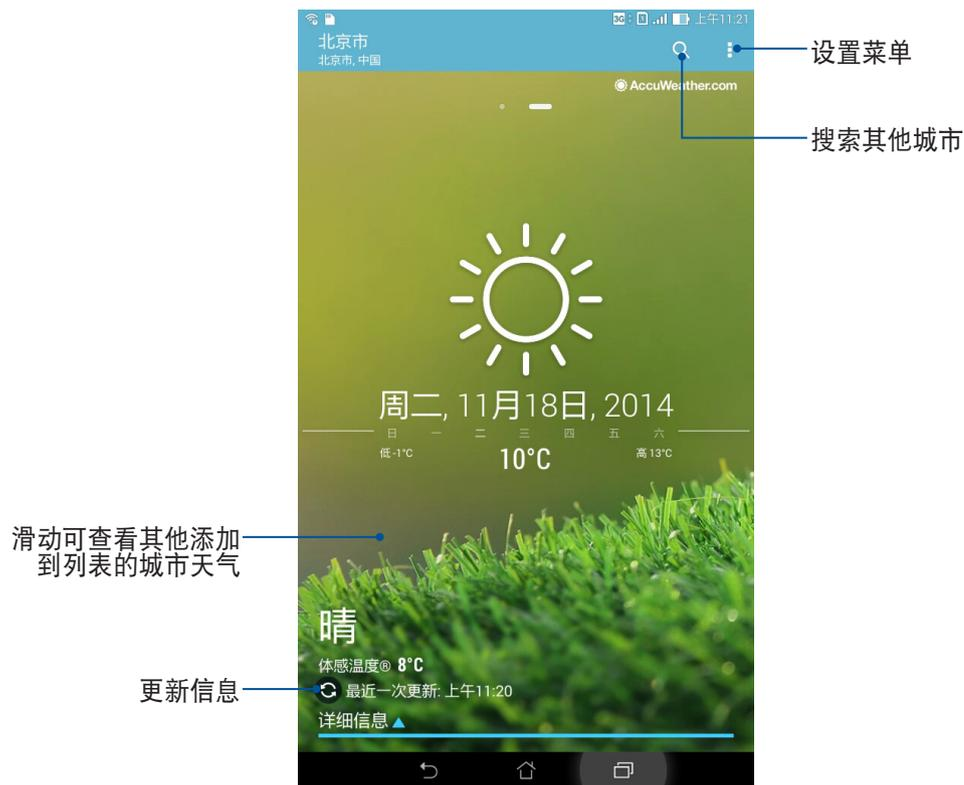 3G 上午11:21
北京市
北京市, 中国
AccuWeather.com
设置菜单
搜索其他城市
周二, 11月18日, 2014
日 一 二 三 四 五 六
低 -1°C 10°C 高 13°C
滑动可查看其他添加
到列表的城市天气
晴
体感温度® 8°C
更新信息
最近一次更新: 上午11:20
详细信息